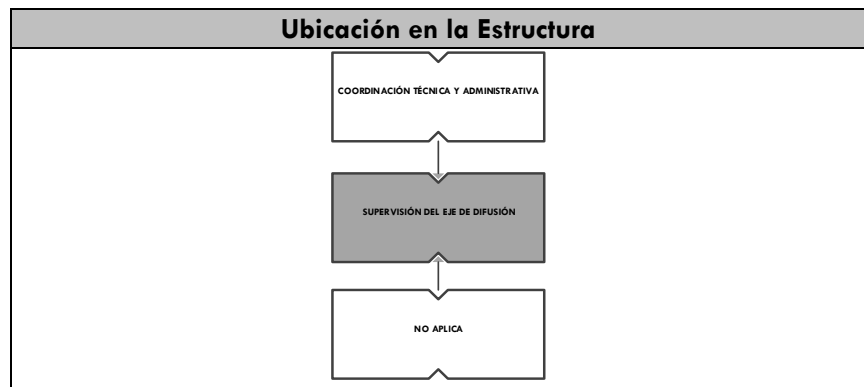 Ubicación en la Estructura
COORDINACIÓN TÉCNICA Y ADMINISTRATIVA
SUPERVISIÓN DEL EJE DE DIFUSIÓN
NO APLICA